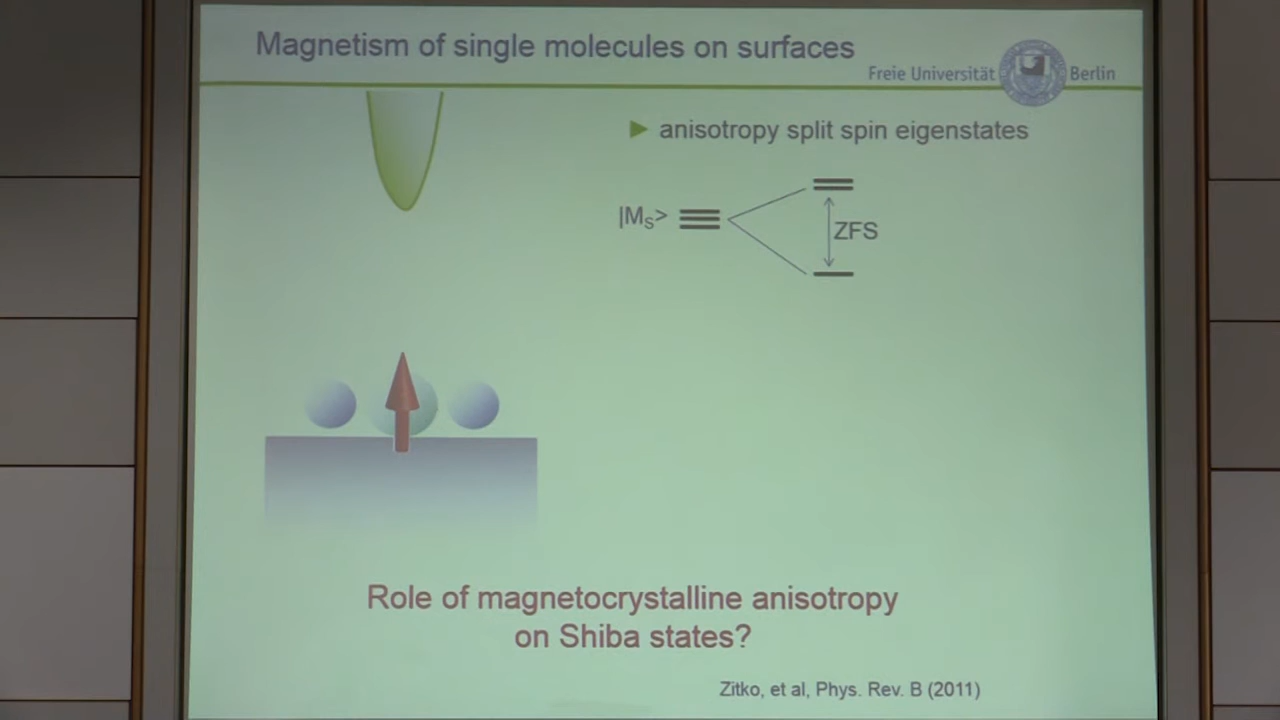 Magnetism of single molecules on surfaces
Freie Universität Berlin
► anisotropy split spin eigenstates
|M_S>
ZFS
Role of magnetocrystalline anisotropy
on Shiba states?
Zitko, et al, Phys. Rev. B (2011)